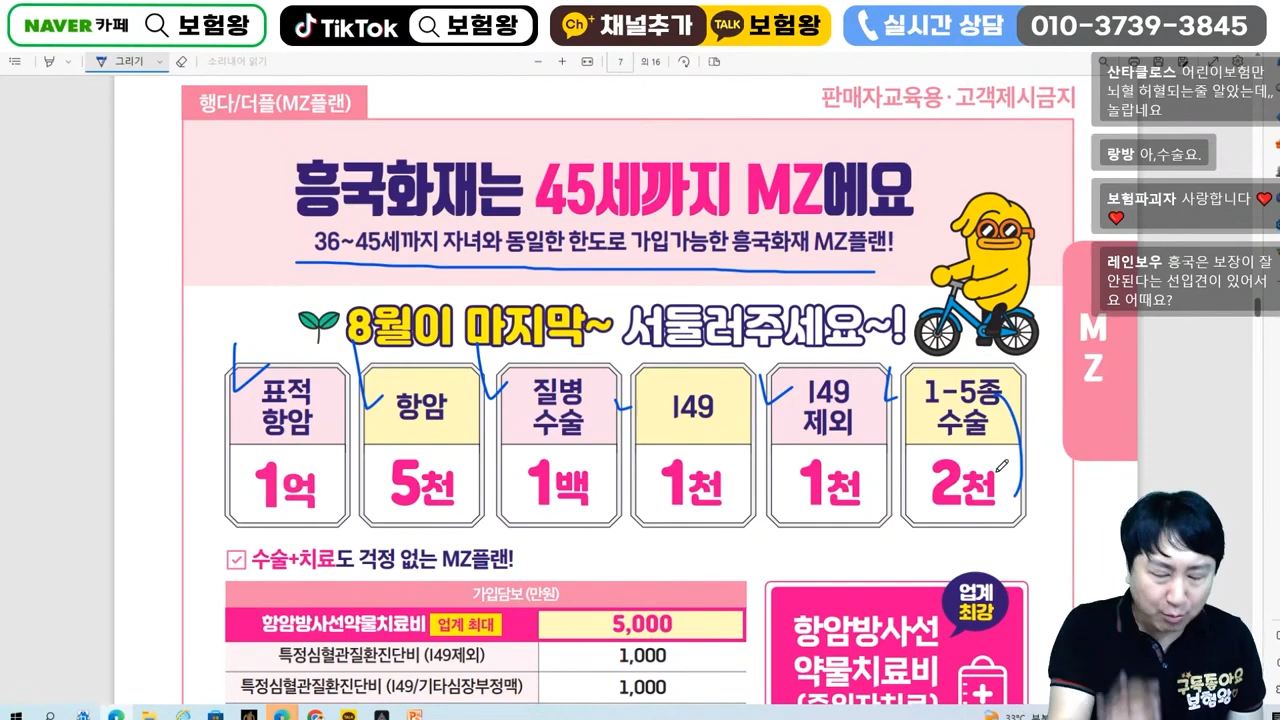 NAVER 카페 보험왕
TikTok 보험왕
Ch+ 채널추가 TALK 보험왕
실시간 상담 010-3739-3845
그리기
소리내어 읽기
7 의 16
행다/더플(MZ플랜)
판매자교육용·고객제시금지
흥국화재는 45세까지 MZ에요
36~45세까지 자녀와 동일한 한도로 가입가능한 흥국화재 MZ플랜!
8월이 마지막~ 서둘러주세요~!
표적
항암
1억
항암
5천
질병
수술
1백
I49
1천
I49
제외
1천
1-5종
수술
2천
수술+치료도 걱정 없는 MZ플랜!
가입담보 (만원)
항암방사선약물치료비 업계 최대 5,000
특정심혈관질환진단비 (I49제외) 1,000
특정심혈관질환진단비 (I49/기타심장부정맥) 1,000
업계
최강
항암방사선
약물치료비
M
Z
산타클로스 어린이보험만
뇌혈 허혈되는줄 알았는데,,
놀랍네요
랑방 아,수술요.
보험파괴자 사랑합니다 ❤
❤
레인보우 흥국은 보장이 잘
안된다는 선입견이 있어서
요 어때요?
구독좋아요
보험왕
33°C